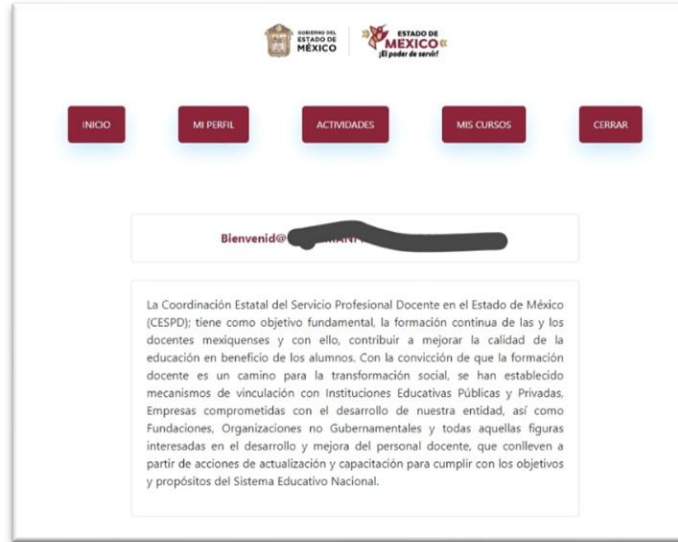 GOBIERNO DEL
ESTADO DE
MÉXICO
ESTADO DE
MÉXICO
¡El poder de servir!
INICIO
MI PERFIL
ACTIVIDADES
MIS CURSOS
CERRAR
Bienvenid@
La Coordinación Estatal del Servicio Profesional Docente en el Estado de México
(CESPD); tiene como objetivo fundamental, la formación continua de las y los
docentes mexiquenses y con ello, contribuir a mejorar la calidad de la
educación en beneficio de los alumnos. Con la convicción de que la formación
docente es un camino para la transformación social, se han establecido
mecanismos de vinculación con Instituciones Educativas Públicas y Privadas,
Empresas comprometidas con el desarrollo de nuestra entidad, así como
Fundaciones, Organizaciones no Gubernamentales y todas aquellas figuras
interesadas en el desarrollo y mejora del personal docente, que conlleven a
partir de acciones de actualización y capacitación para cumplir con los objetivos
y propósitos del Sistema Educativo Nacional.